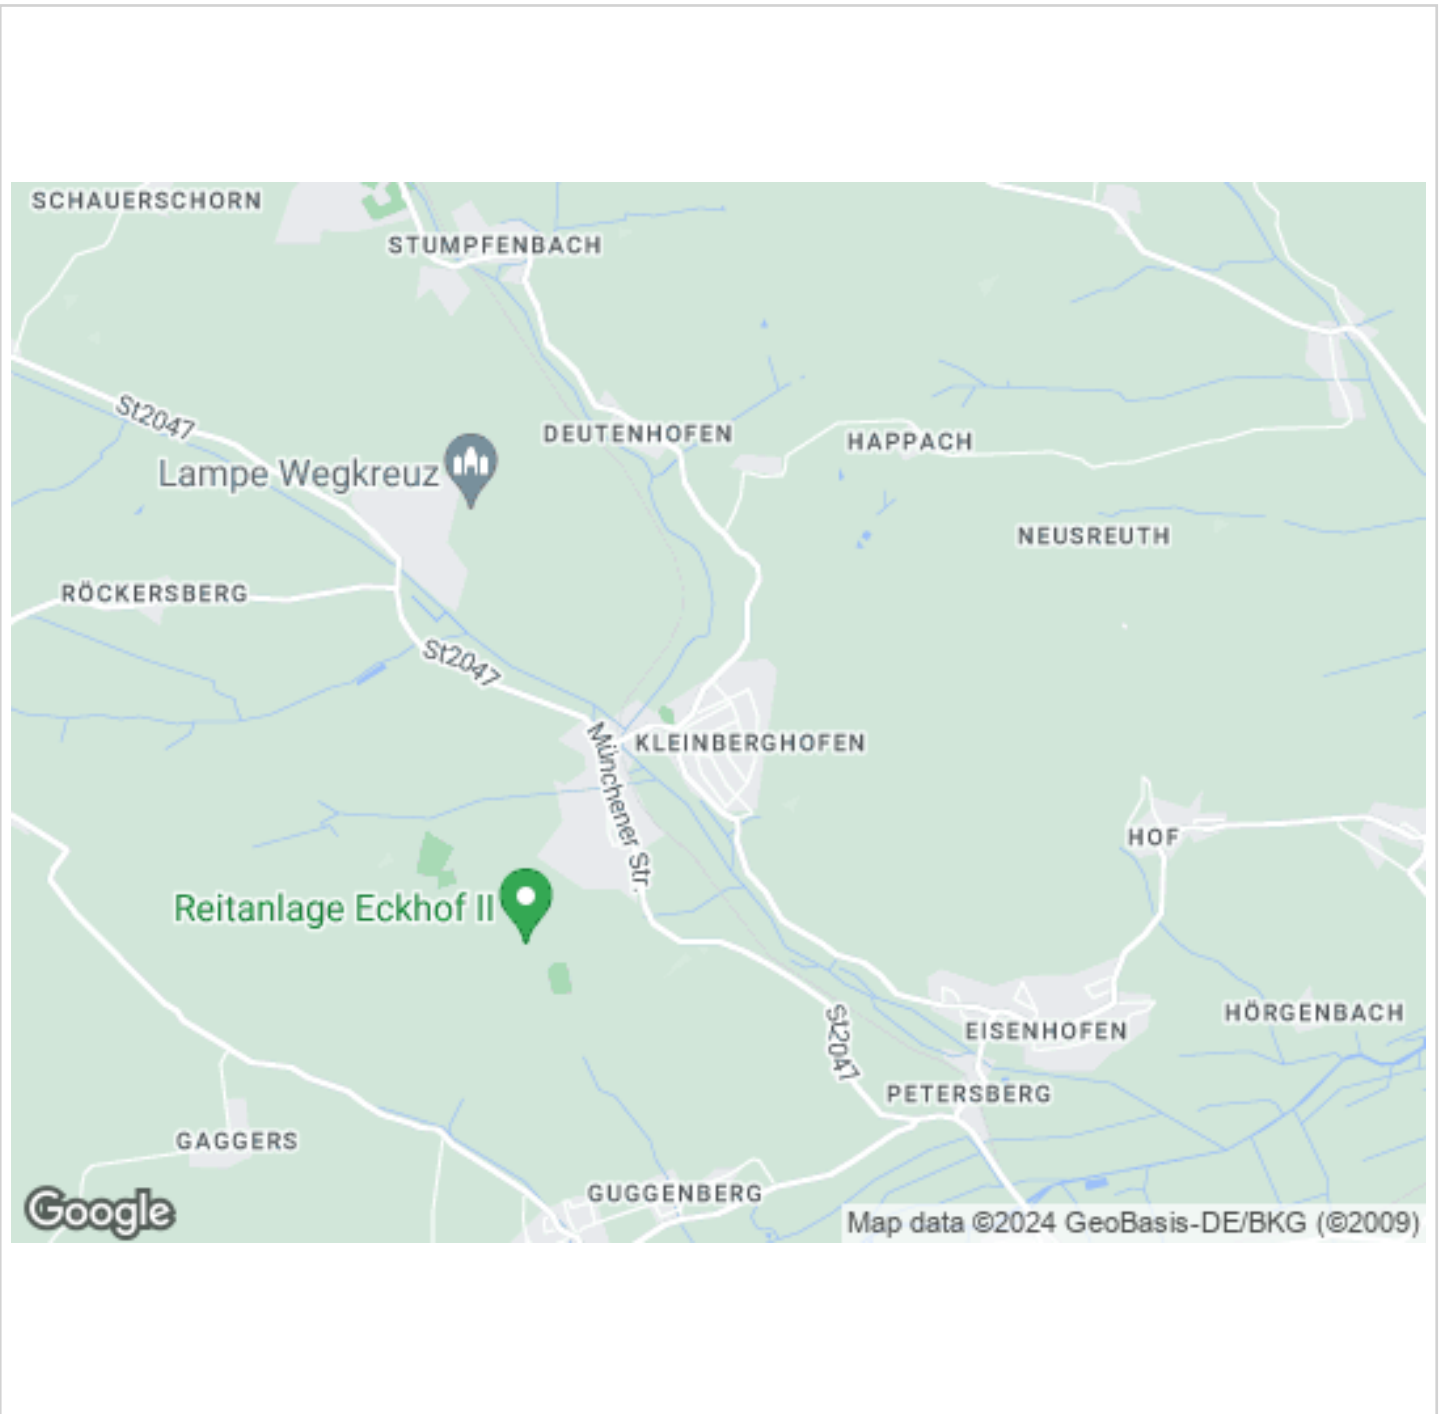 SCHAUERSCHORN
STUMPFENBACH
St2047
DEUTENHOFEN
HAPPACH
Lampe Wegkreuz
NEUSREUTH
RÖCKERSBERG
St2047
Münchener Str.
KLEINBERGHOFEN
HOF
Reitanlage Eckhof II
St2047
HÖRGENBACH
EISENHOFEN
PETERSBERG
GAGGERS
GUGGENBERG
Google
Map data ©2024 GeoBasis-DE/BKG (©2009)